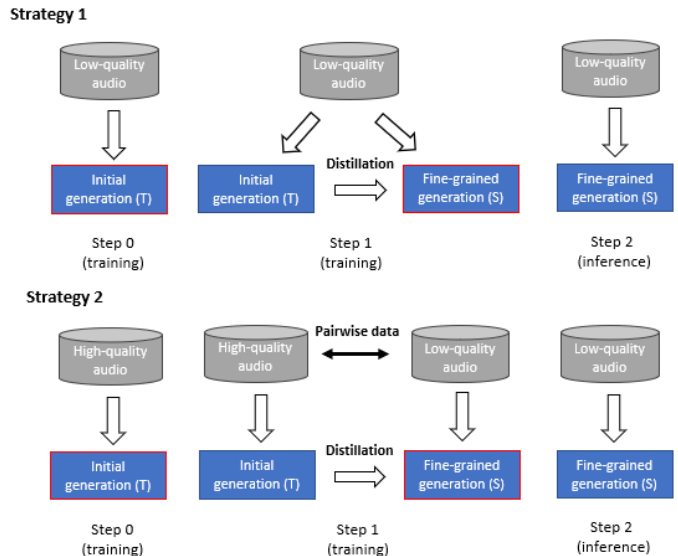 Strategy 1
Low-quality
audio
Low-quality
audio
Low-quality
audio
Initial
generation (T)
Initial
generation (T)
Distillation
Fine-grained
generation (S)
Fine-grained
generation (S)
Step 0
(training)
Step 1
(training)
Step 2
(inference)
Strategy 2
High-quality
audio
High-quality
audio
Pairwise data
Low-quality
audio
Low-quality
audio
Initial
generation (T)
Initial
generation (T)
Distillation
Fine-grained
generation (S)
Fine-grained
generation (S)
Step 0
(training)
Step 1
(training)
Step 2
(inference)